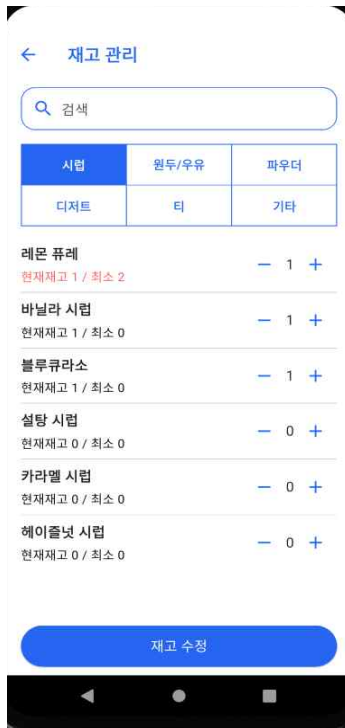 재고 관리
검색
시럽 원두/우유 파우더
디저트 티 기타
레몬 퓨레
현재재고 1 / 최소 2
1
바닐라 시럽
현재재고 1 / 최소 0
1
블루큐라소
현재재고 1 / 최소 0
1
설탕 시럽
현재재고 0 / 최소 0
0
카라멜 시럽
현재재고 0 / 최소 0
0
헤이즐넛 시럽
현재재고 0 / 최소 0
0
재고 수정